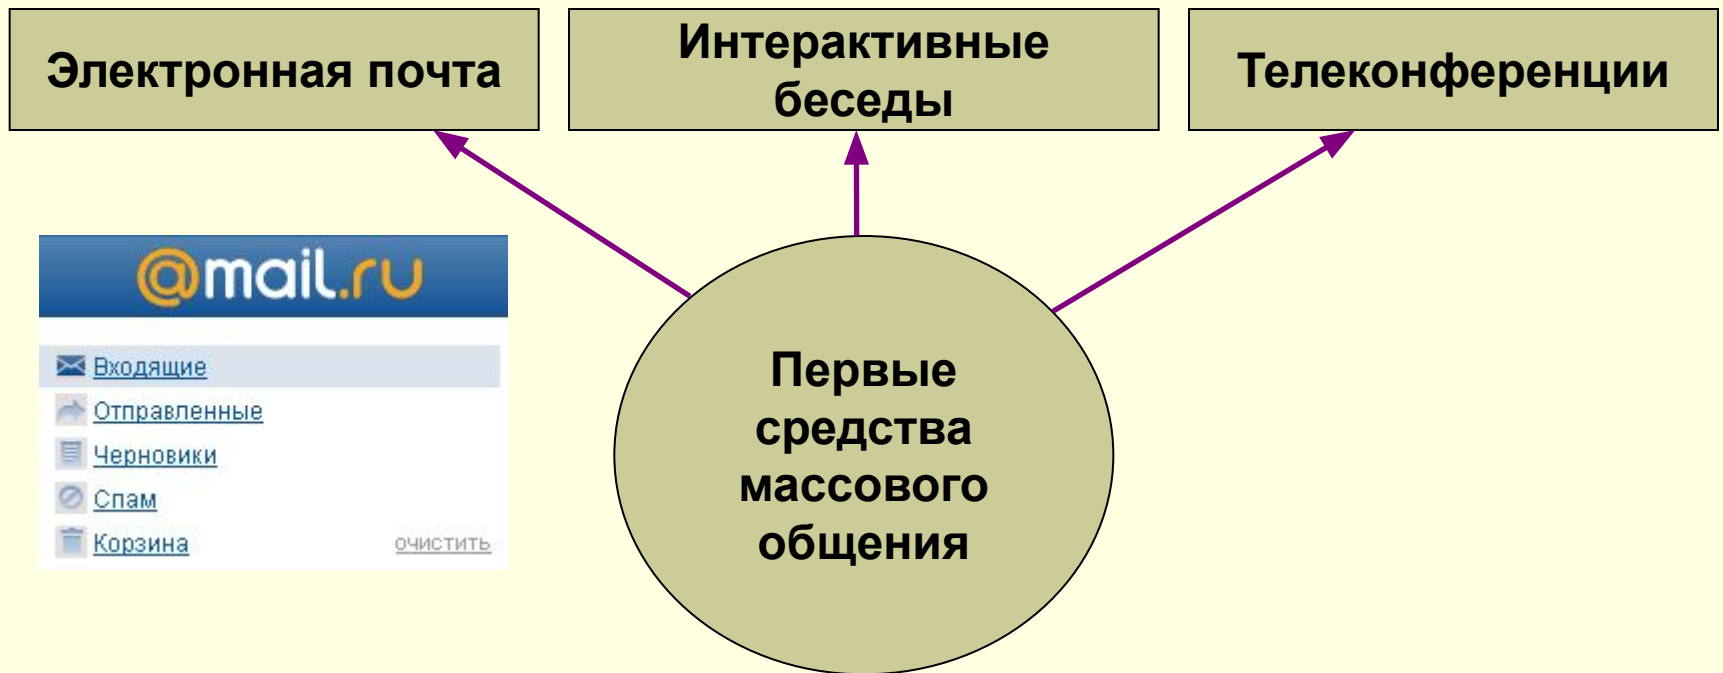 Электронная почта
Интерактивные
беседы
Телеконференции
@mail.ru
Входящие
Отправленные
Черновики
Спам
Корзина
очистить
Первые
средства
массового
общения